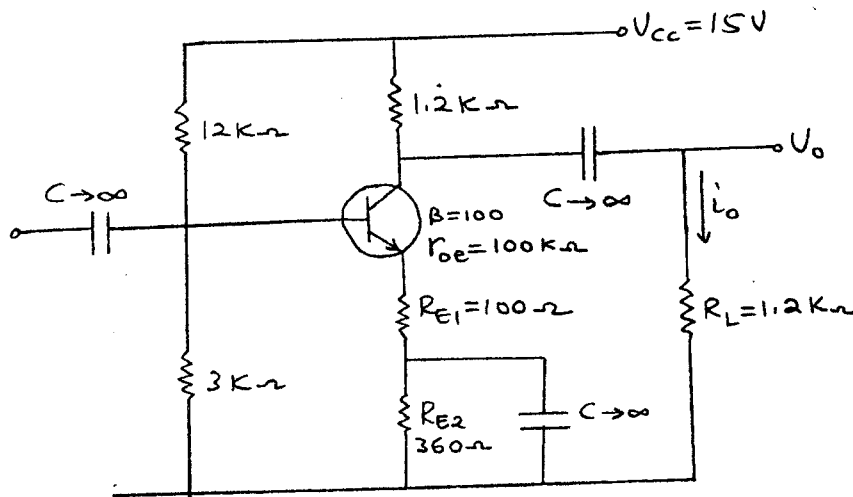 VCC=15V
1.2KΩ
12KΩ
Vo
C→∞
C→∞
β=100
io
roe=100KΩ
RE1=100Ω
RL=1.2KΩ
3KΩ
RE2
360Ω
C→∞